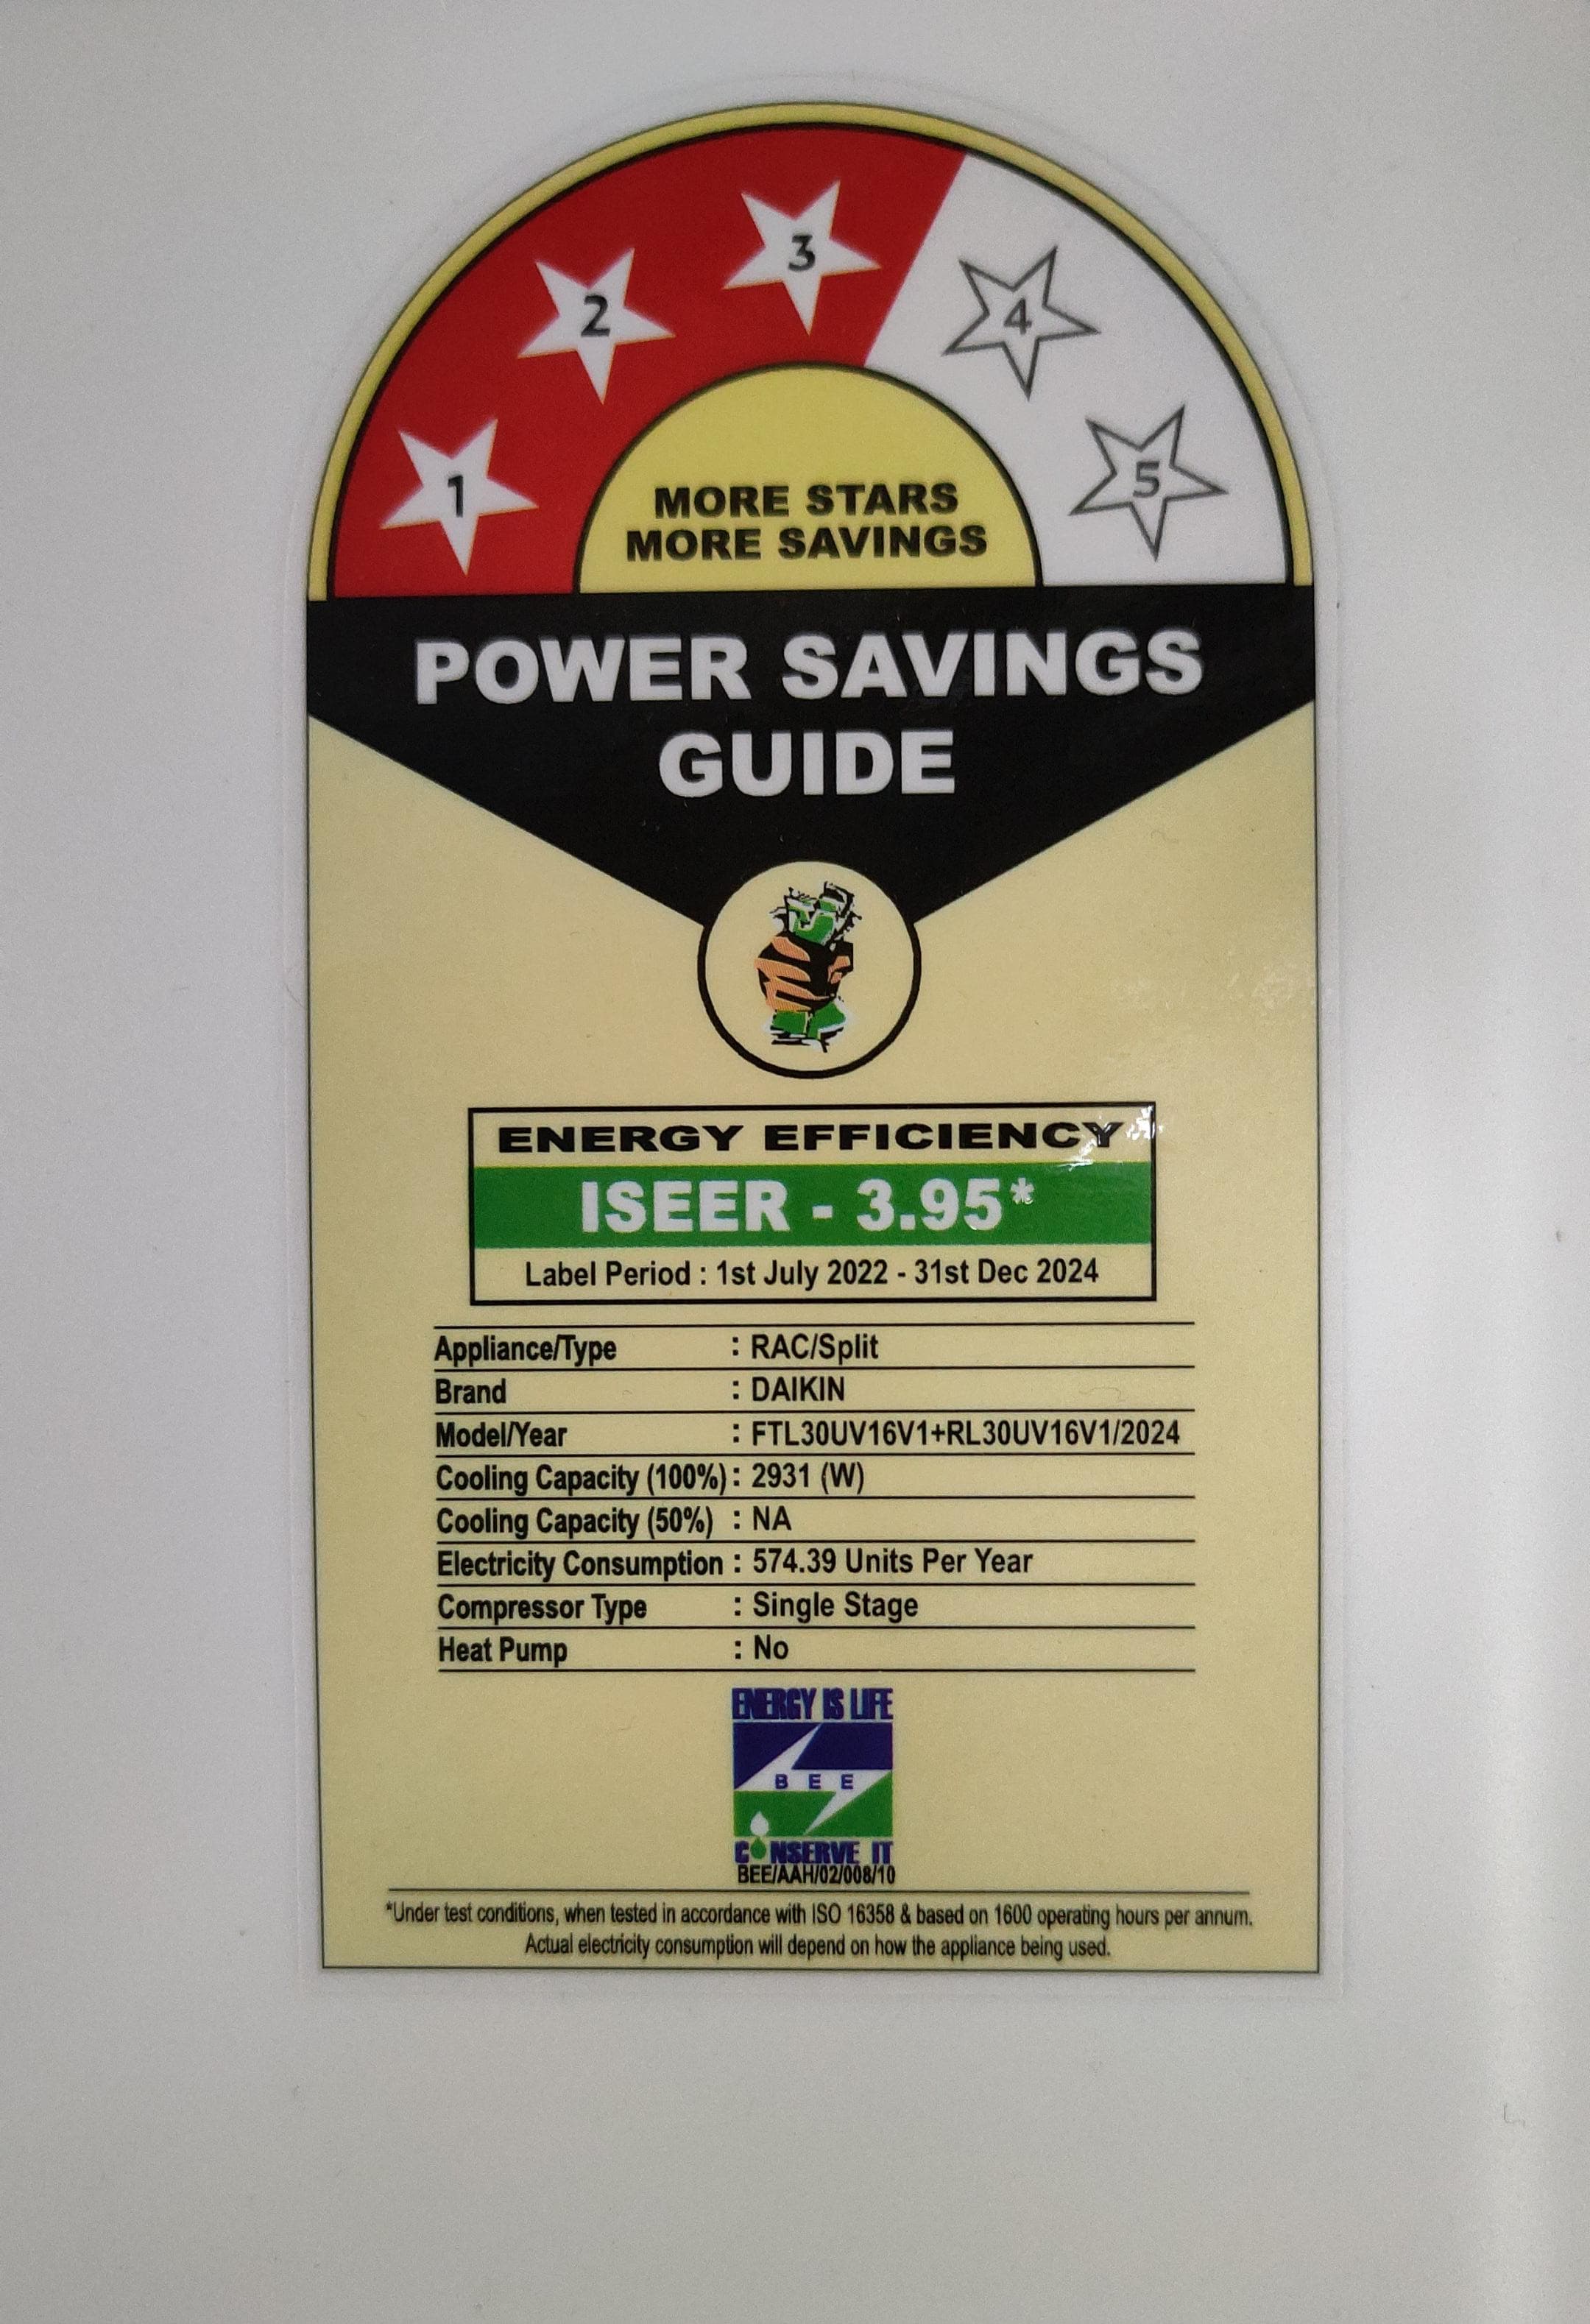 1
2
3
4
5
MORE STARS
MORE SAVINGS
POWER SAVINGS
GUIDE
ENERGY EFFICIENCY
ISEER - 3.95*
Label Period : 1st July 2022 - 31st Dec 2024
Appliance/Type : RAC/Split
Brand : DAIKIN
Model/Year : FTL30UV16V1+RL30UV16V1/2024
Cooling Capacity (100%) : 2931 (W)
Cooling Capacity (50%) : NA
Electricity Consumption : 574.39 Units Per Year
Compressor Type : Single Stage
Heat Pump : No
ENERGY IS LIFE
BEE
CONSERVE IT
BEE/AAH/02/008/10
*Under test conditions, when tested in accordance with ISO 16358 & based on 1600 operating hours per annum.
Actual electricity consumption will depend on how the appliance being used.